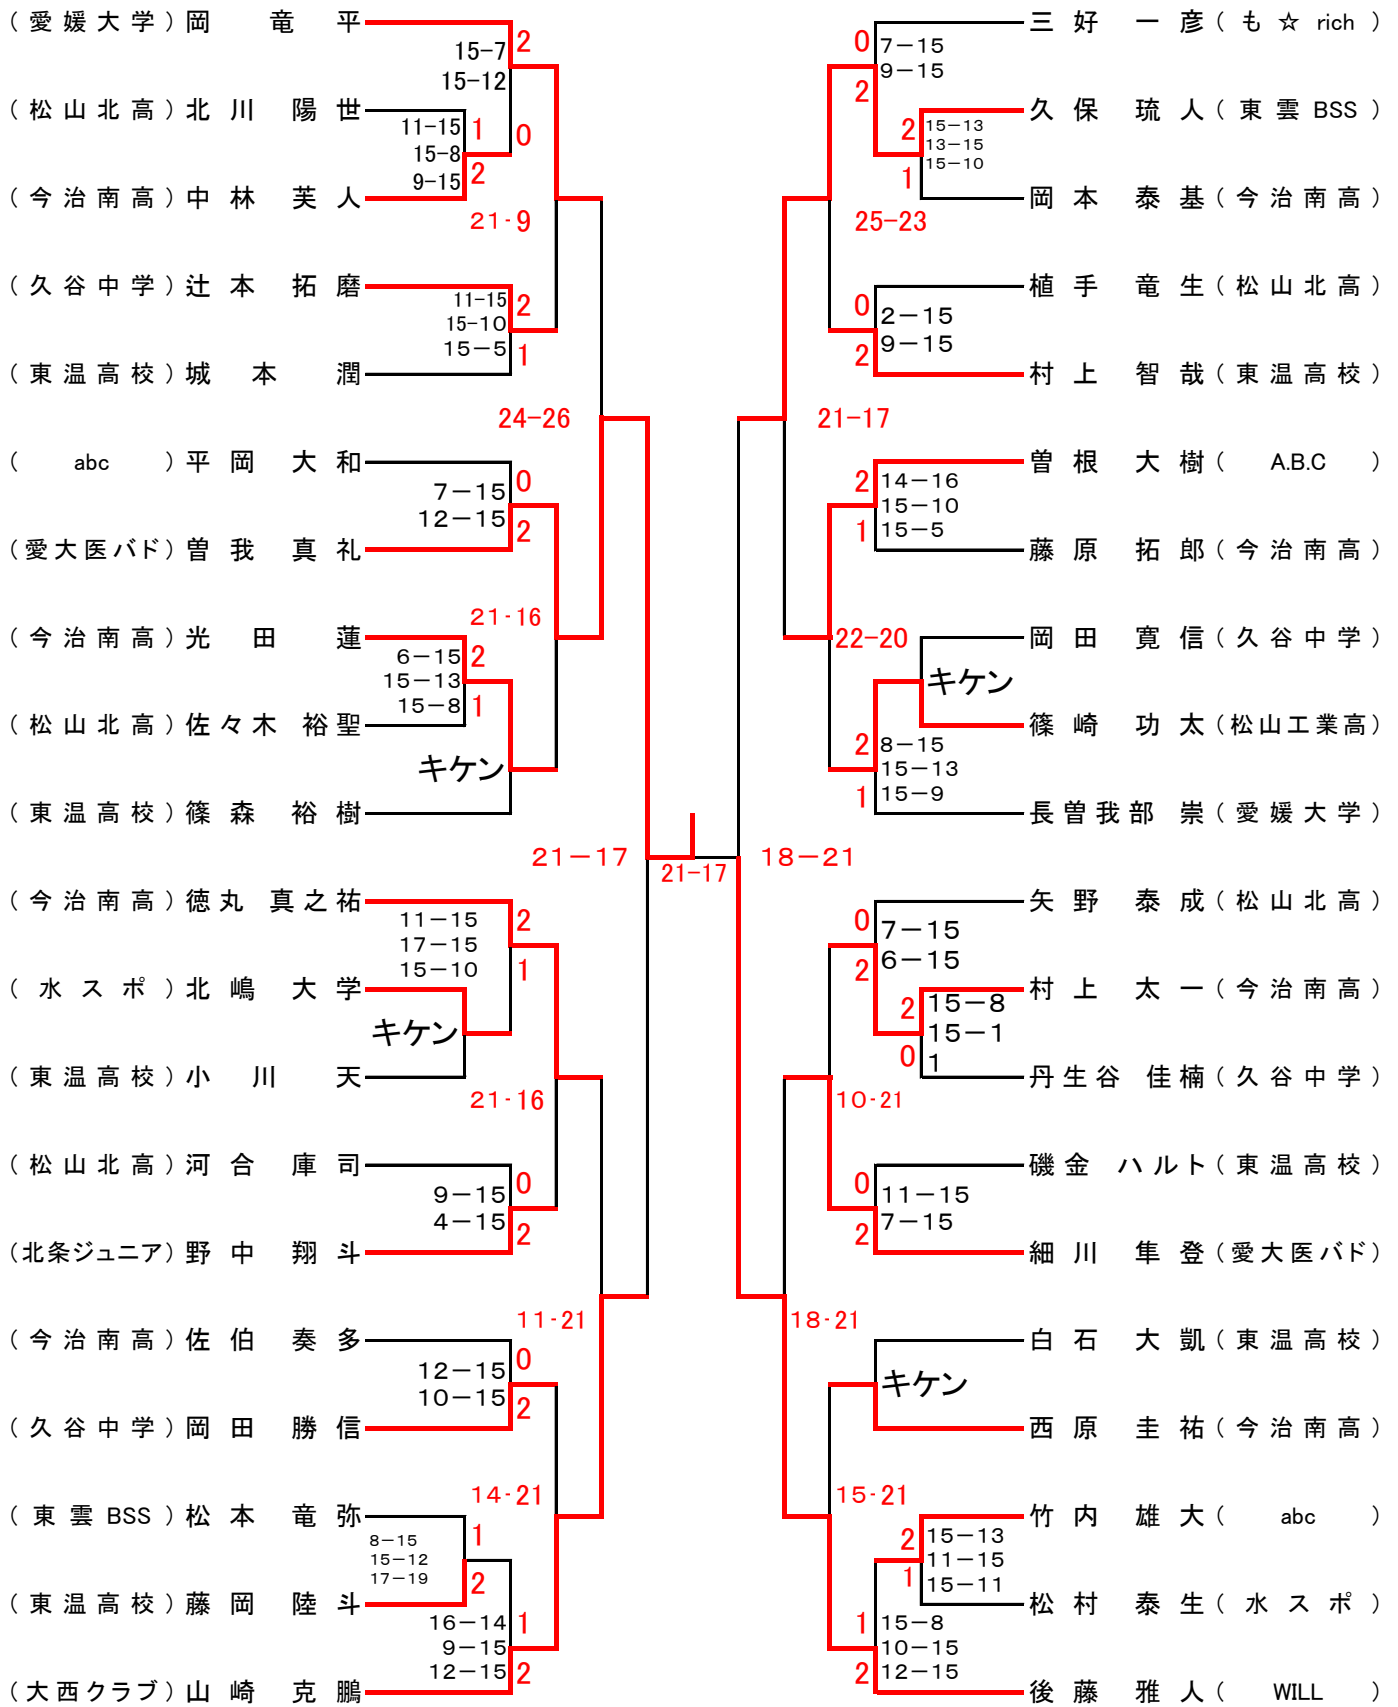 (愛媛大学)岡 竜 平
2
15-7
15-12
(松山北高)北川 陽世
11-15
1
0
15-8
9-15
2
(今治南高)中林 芙人
21-9
(久谷中学)辻本 拓磨
11-15
2
15-10
15-5
1
(東温高校)城 本 潤
24-26
( abc )平岡 大和
0
7-15
12-15
2
(愛大医バド)曽我 真礼
21-16
(今治南高)光 田 蓮
6-15
2
15-13
15-8
1
(松山北高)佐々木 裕聖
キケン
(東温高校)篠森 裕樹
21-17
21-17
(今治南高)徳丸 真之祐
11-15
2
17-15
15-10
1
(水スポ)北嶋 大学
キケン
(東温高校)小 川 天
21-16
(松山北高)河合 庫司
9-15
0
4-15
2
(北条ジュニア)野中 翔斗
11-21
(今治南高)佐伯 奏多
0
12-15
10-15
2
(久谷中学)岡田 勝信
14-21
(東雲BSS)松本 竜弥
8-15
1
15-12
17-19
2
(東温高校)藤岡 陸斗
16-14
1
9-15
12-15
2
(大西クラブ)山崎 克鵬
三好 一彦(も☆rich)
0
7-15
9-15
2
久保 琉人(東雲BSS)
2
15-13
13-15
15-10
1
岡本 泰基(今治南高)
25-23
植手 竜生(松山北高)
0
2-15
9-15
2
村上 智哉(東温高校)
21-17
曽根 大樹( A.B.C )
2
14-16
15-10
1
15-5
藤原 拓郎(今治南高)
22-20
岡田 寛信(久谷中学)
キケン
篠崎 功太(松山工業高)
2
8-15
15-13
1
15-9
長曽我部 崇(愛媛大学)
18-21
矢野 泰成(松山北高)
0
7-15
6-15
2
村上 太一(今治南高)
2
15-8
15-1
0
1
丹生谷 佳楠(久谷中学)
10-21
磯金 ハルト(東温高校)
0
11-15
7-15
2
細川 隼登(愛大医バド)
18-21
白石 大凱(東温高校)
キケン
西原 圭祐(今治南高)
15-21
竹内 雄大( abc )
2
15-13
11-15
1
15-11
松村 泰生(水スポ)
1
15-8
10-15
2
12-15
後藤 雅人( WILL )